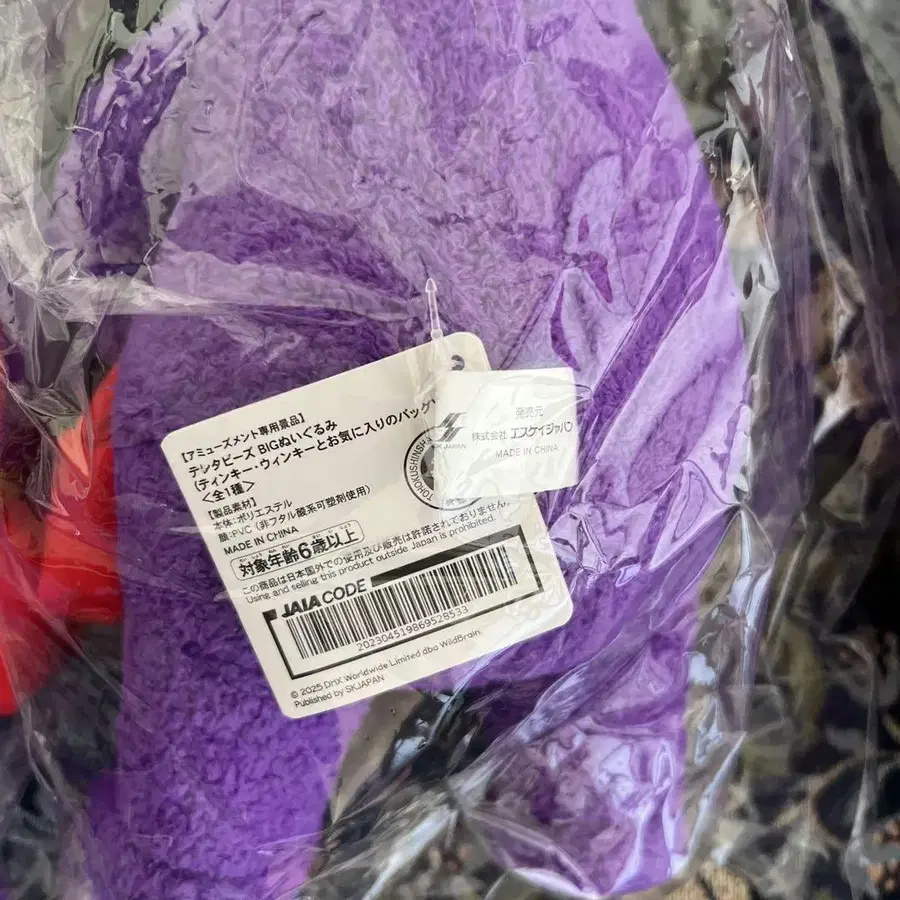 【アミューズメント専用景品】
テレタビーズ BIGぬいぐるみ
(ティンキー・ウィンキーとお気に入りのバッグ
<全1種>
【製品素材】
本体:ポリエステル
顔:PVC(非フタル酸系可塑剤使用)
MADE IN CHINA
対象年齢6歳以上
この商品は日本国外での使用及び販売は許諾されておりません。
Using and selling this product outside Japan is prohibited.
JAIA CODE
202304519869528533
© 2025 DHX Worldwide Limited dba WildBrain
Published by SKJAPAN
TOHOKUSHINSHA
SK JAPAN
発売元
株式会社 エスケイジャパン
MADE IN CHINA